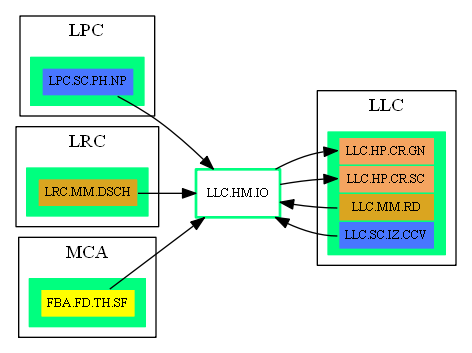 LPC
LPC.SC.PH.NP
LRC
LRC.MM.DSCH
MCA
FBA.FD.TH.SF
LLC.HM.IO
LLC
LLC.HP.CR.GN
LLC.HP.CR.SC
LLC.MM.RD
LLC.SC.IZ.CCV